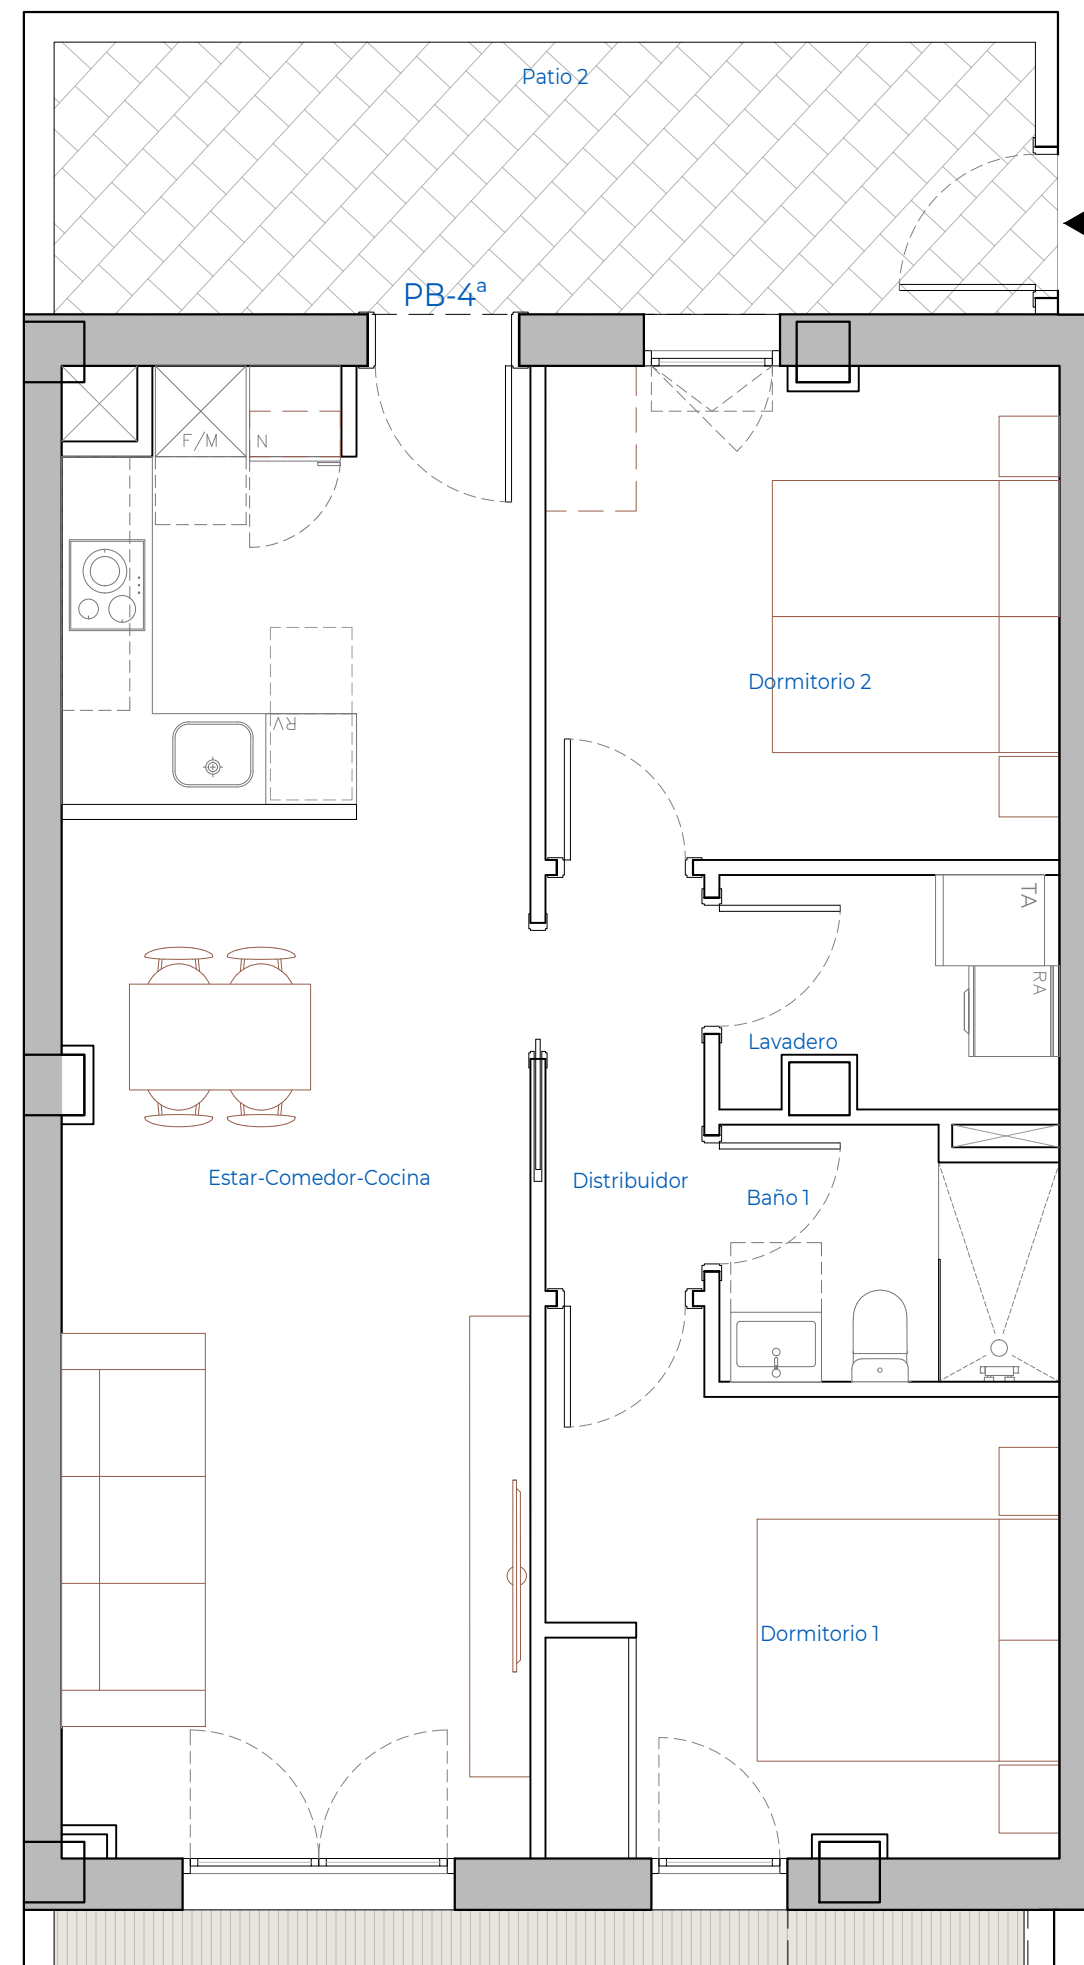 Patio 2
PB-4ª
F/M
N
Dormitorio 2
RV
TA
RA
Lavadero
Estar-Comedor-Cocina
Distribuidor
Baño 1
Dormitorio 1